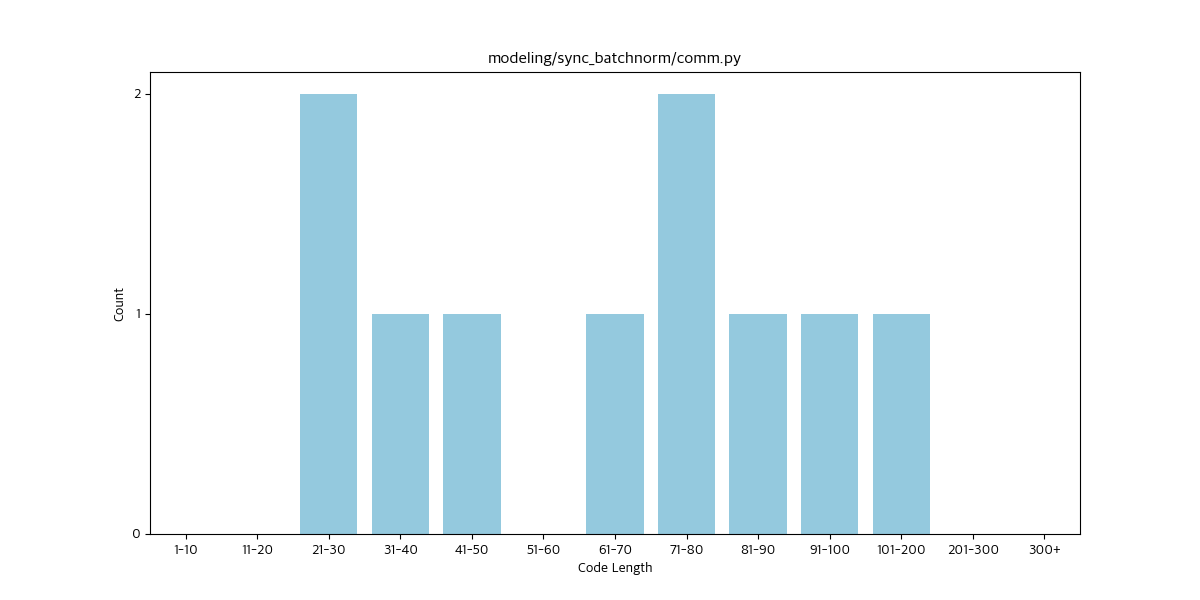 modeling/sync_batchnorm/comm.py
2
1
0
Count
1-10 11-20 21-30 31-40 41-50 51-60 61-70 71-80 81-90 91-100 101-200 201-300 300+
Code Length